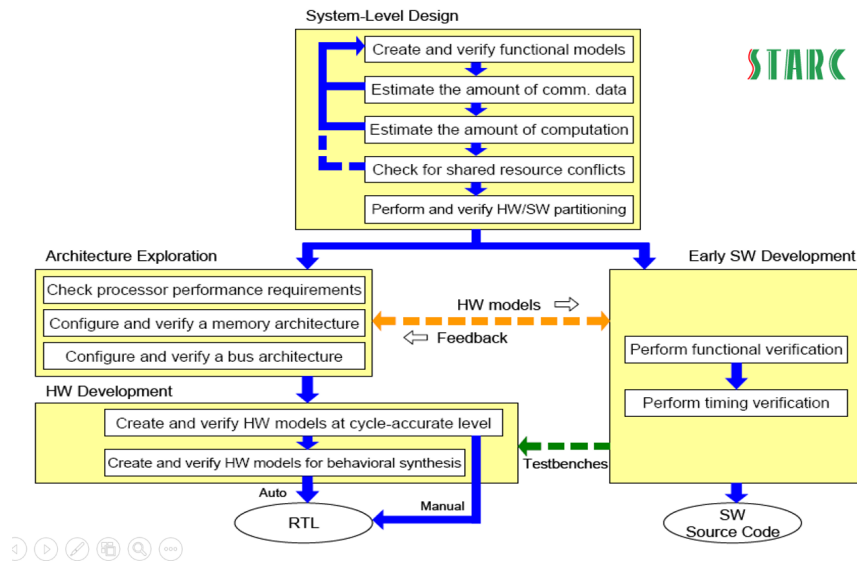 System-Level Design
Create and verify functional models
STARC
Estimate the amount of comm. data
Estimate the amount of computation
Check for shared resource conflicts
Perform and verify HW/SW partitioning
Architecture Exploration
Early SW Development
Check processor performance requirements
Configure and verify a memory architecture
Configure and verify a bus architecture
HW models
Feedback
Perform functional verification
Perform timing verification
HW Development
Create and verify HW models at cycle-accurate level
Create and verify HW models for behavioral synthesis
Testbenches
Auto
Manual
RTL
SW
Source Code